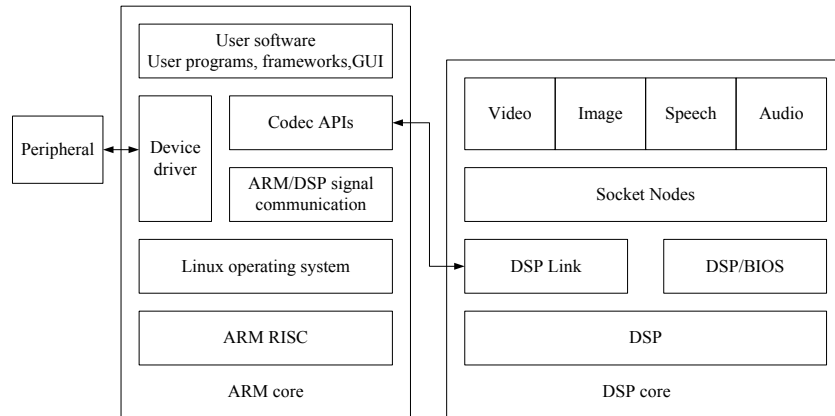 User software
User programs, frameworks,GUI
Peripheral
Device
driver
Codec APIs
ARM/DSP signal
communication
Linux operating system
ARM RISC
ARM core
Video
Image
Speech
Audio
Socket Nodes
DSP Link
DSP/BIOS
DSP
DSP core